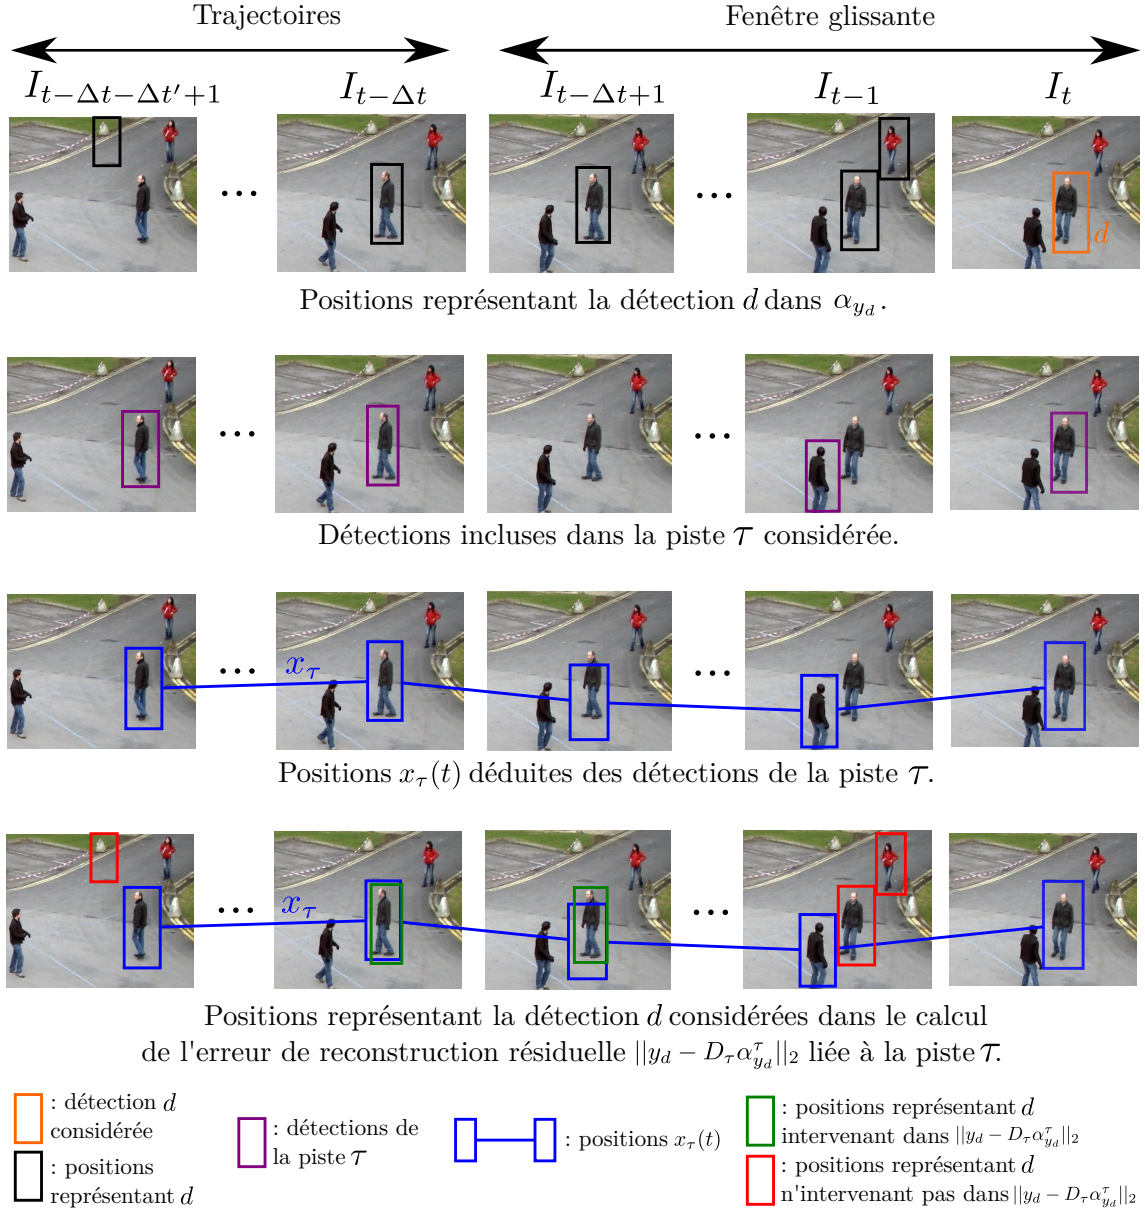 Trajectoires Fenêtre glissante
I_{t-Δt-Δt'+1} I_{t-Δt} I_{t-Δt+1} I_{t-1} I_t
... ...
d
Positions représentant la détection d dans α_{y_d}.
... ...
Détections incluses dans la piste τ considérée.
... x_τ ...
Positions x_τ(t) déduites des détections de la piste τ.
... x_τ ...
Positions représentant la détection d considérées dans le calcul
de l'erreur de reconstruction résiduelle ||y_d - D_τ α^τ_{y_d}||_2 liée à la piste τ.
: détection d
considérée
: positions
représentant d
: détections de
la piste τ
: positions x_τ(t)
: positions représentant d
intervenant dans ||y_d - D_τ α^τ_{y_d}||_2
: positions représentant d
n'intervenant pas dans ||y_d - D_τ α^τ_{y_d}||_2